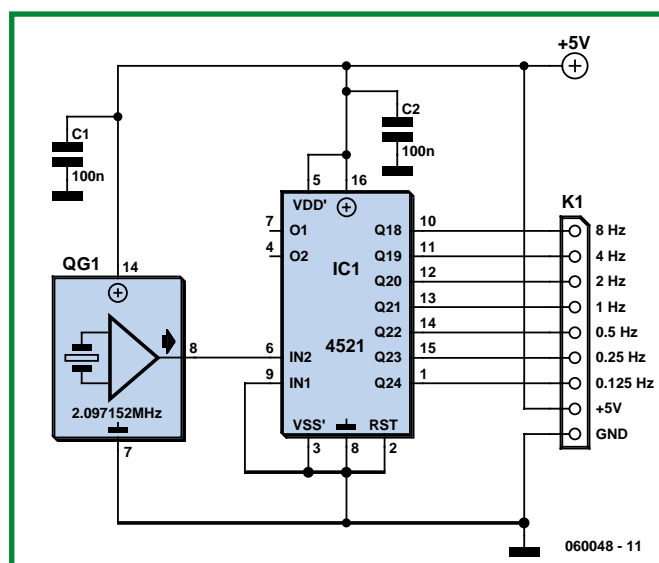 +5V
C1
100n
C2
100n
5
16
VDD'
7
O1
4
O2
IC1
4521
6
IN2
9
IN1
VSS'
RST
3
8
2
Q18
10
Q19
11
Q20
12
Q21
13
Q22
14
Q23
15
Q24
1
QG1
14
8
2.097152MHz
7
K1
8 Hz
4 Hz
2 Hz
1 Hz
0.5 Hz
0.25 Hz
0.125 Hz
+5V
GND
060048 - 11